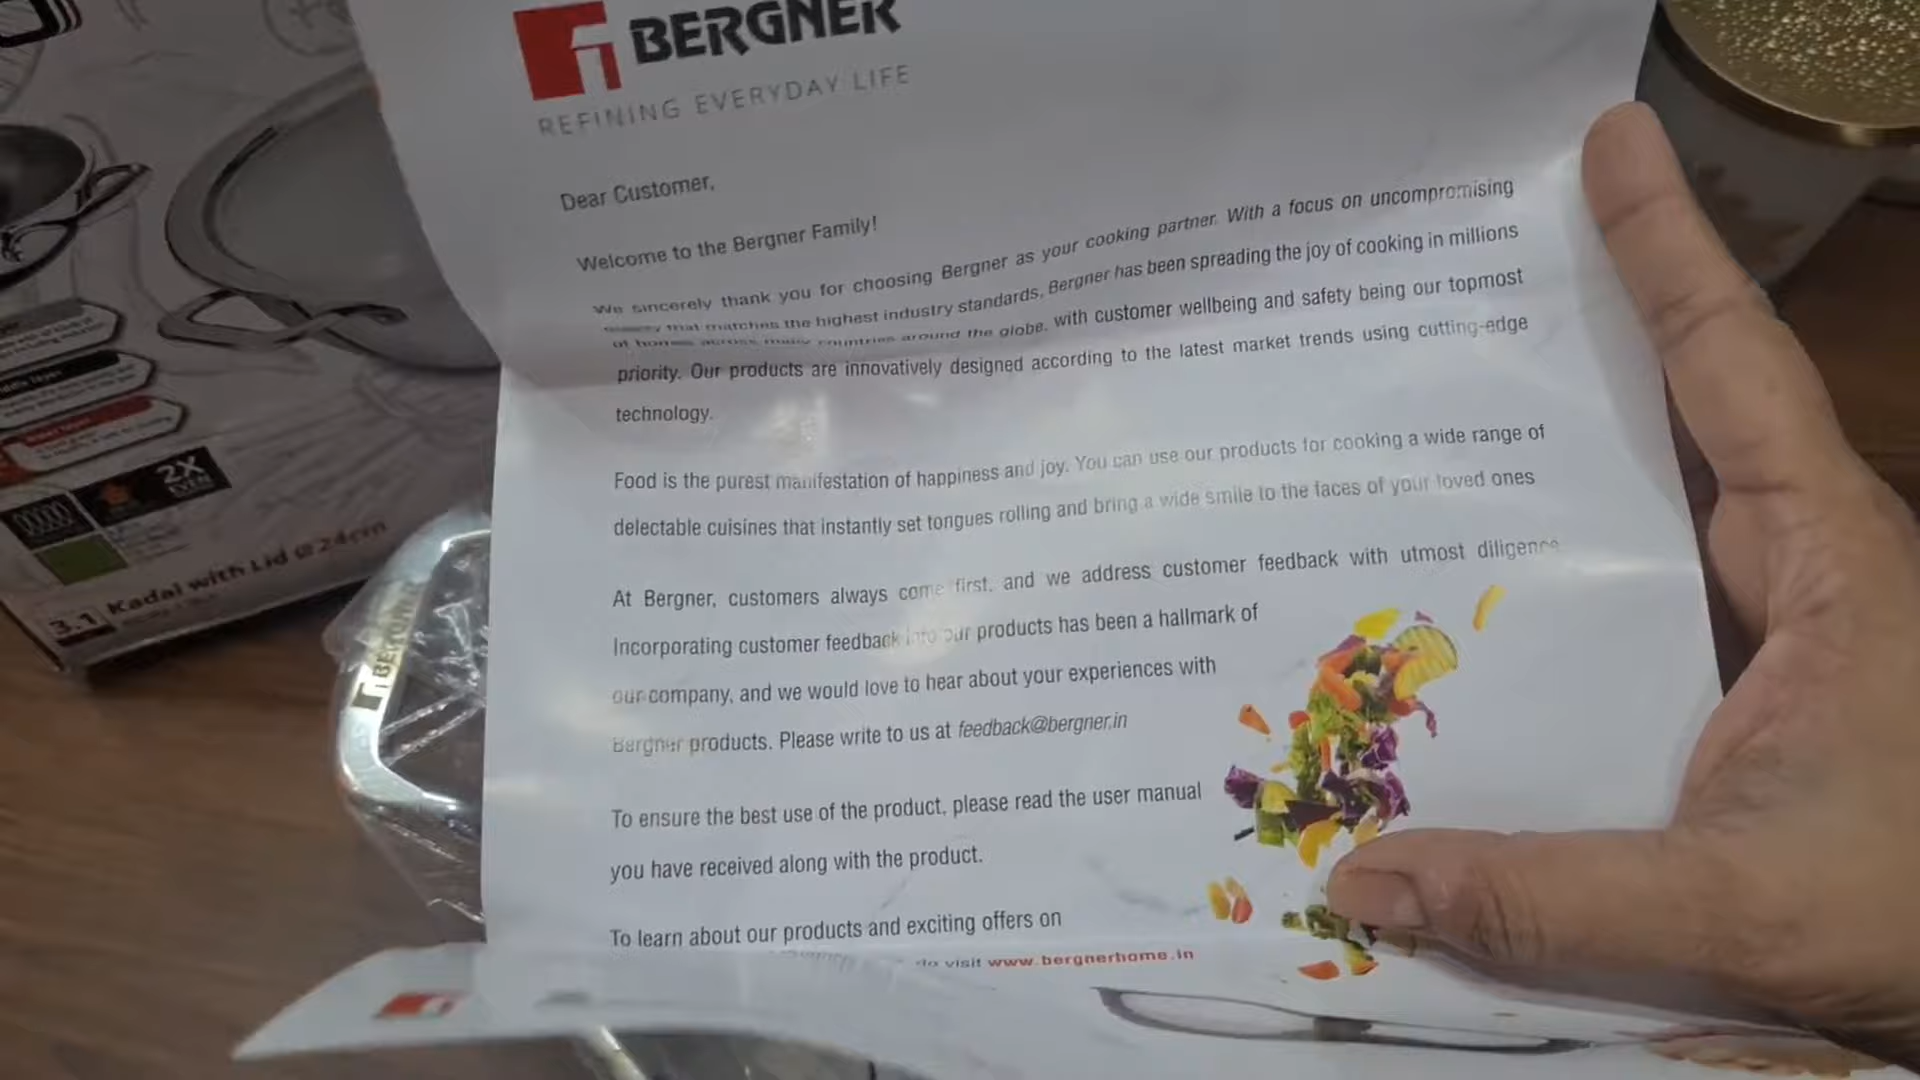 BERGNER
REFINING EVERYDAY LIFE
Dear Customer,
Welcome to the Bergner Family!
We sincerely thank you for choosing Bergner as your cooking partner. With a focus on uncompromising
that matches the highest industry standards, Bergner has been spreading the joy of cooking in millions
of homes across many countries around the globe, with customer wellbeing and safety being our topmost
priority. Our products are innovatively designed according to the latest market trends using cutting-edge
technology.
Food is the purest manifestation of happiness and joy. You can use our products for cooking a wide range of
delectable cuisines that instantly set tongues rolling and bring a wide smile to the faces of your loved ones
At Bergner, customers always come first, and we address customer feedback with utmost diligence
Incorporating customer feedback into our products has been a hallmark of
our company, and we would love to hear about your experiences with
Bergner products. Please write to us at feedback@bergner.in
To ensure the best use of the product, please read the user manual
you have received along with the product.
To learn about our products and exciting offers on
visit www.bergnerhome.in
2X
EVEN
Kadai with Lid @ 24cm
3.1
BERGNER